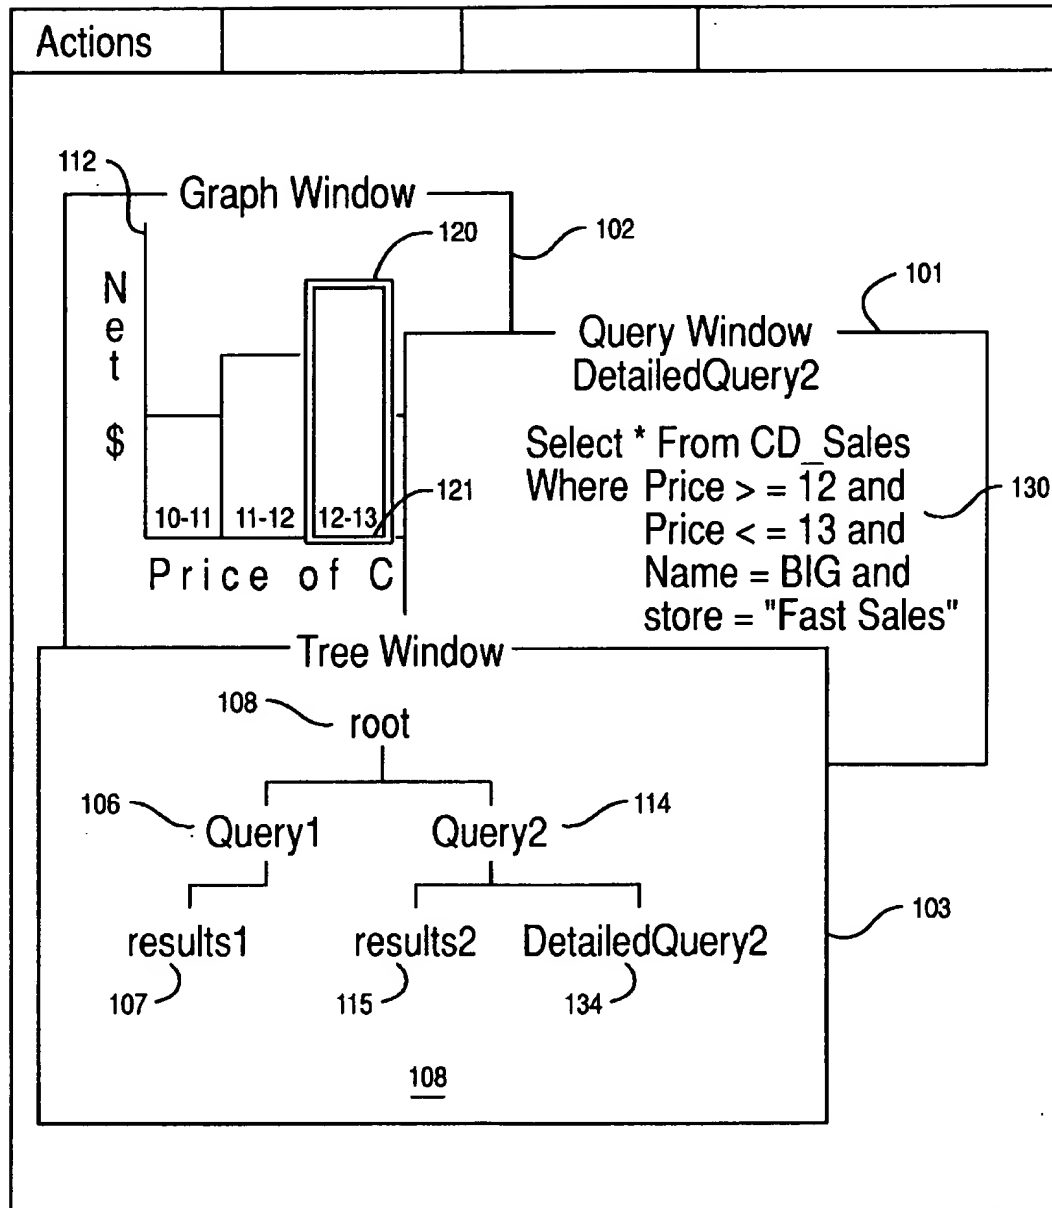 Actions
112
Graph Window
120
102
101
Net $
Query Window
DetailedQuery2
Select * From CD_Sales
Where Price > = 12 and
Price < = 13 and
Name = BIG and
store = "Fast Sales"
130
121
10-11 11-12 12-13
Price of C
Tree Window
108
root
106
Query1
Query2
114
103
results1
results2
DetailedQuery2
107
115
134
108